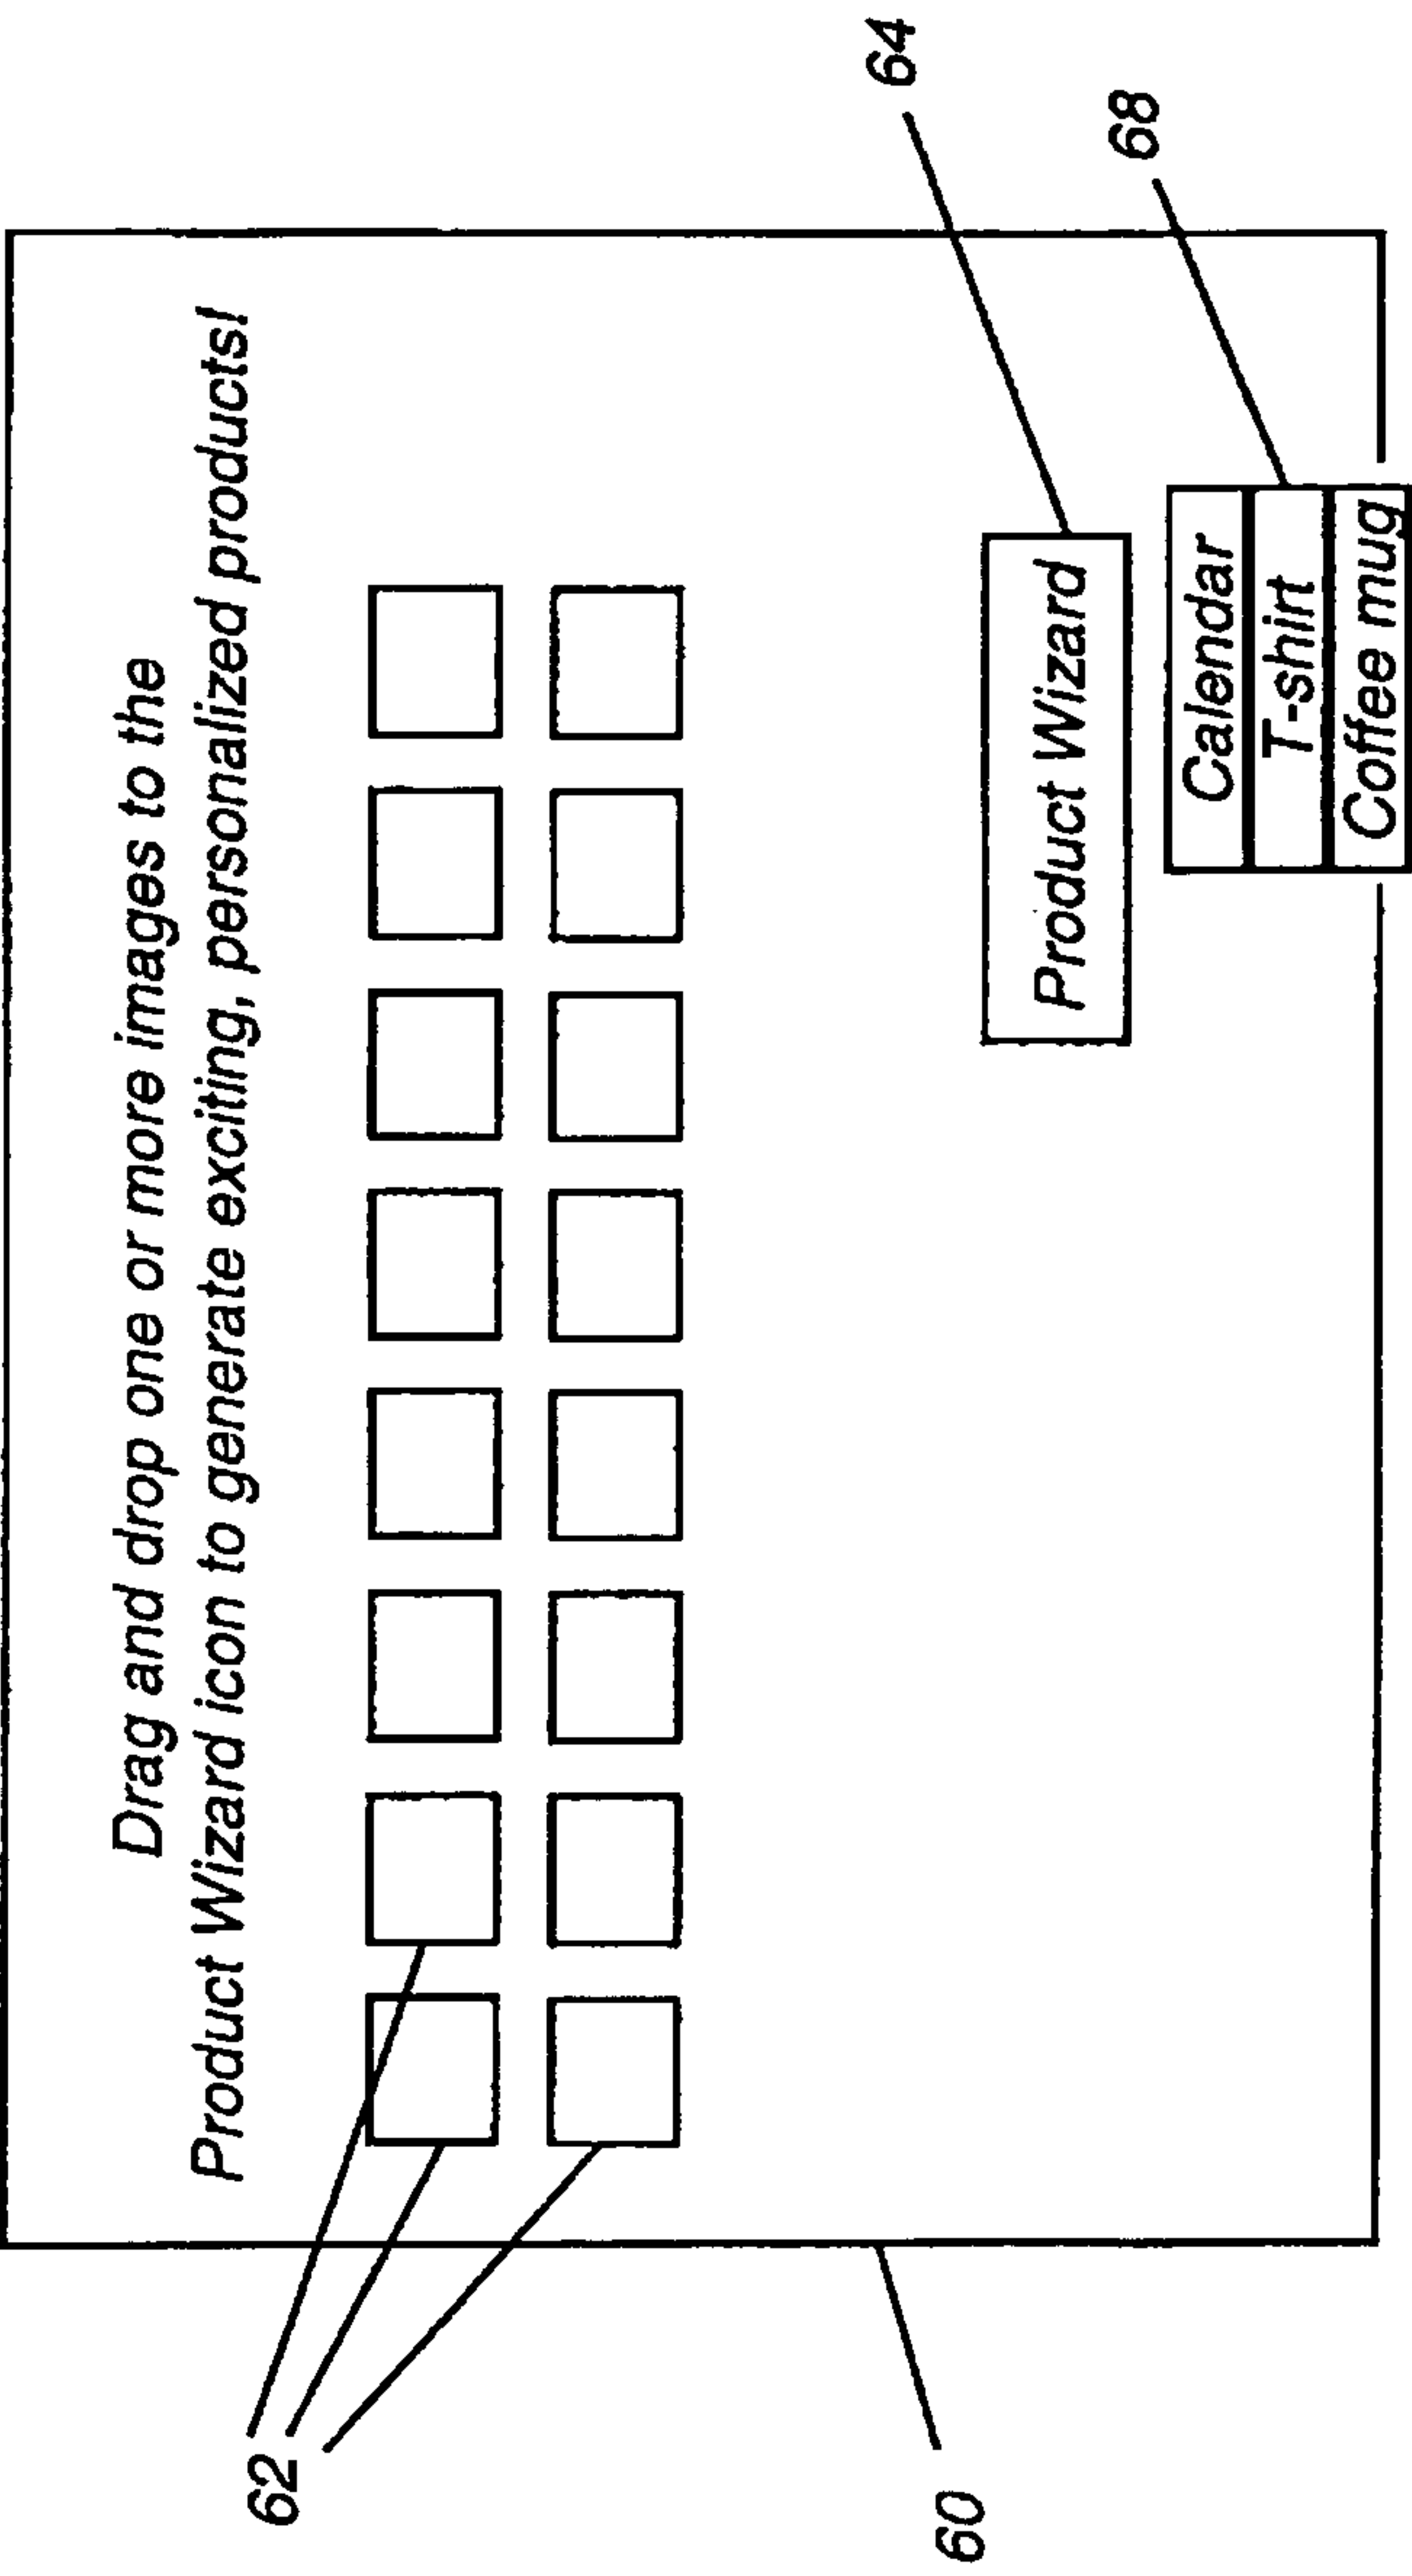 Drag and drop one or more images to the
Product Wizard icon to generate exciting, personalized products!
62
64
Product Wizard
68
Calendar
T-shirt
Coffee mug
60